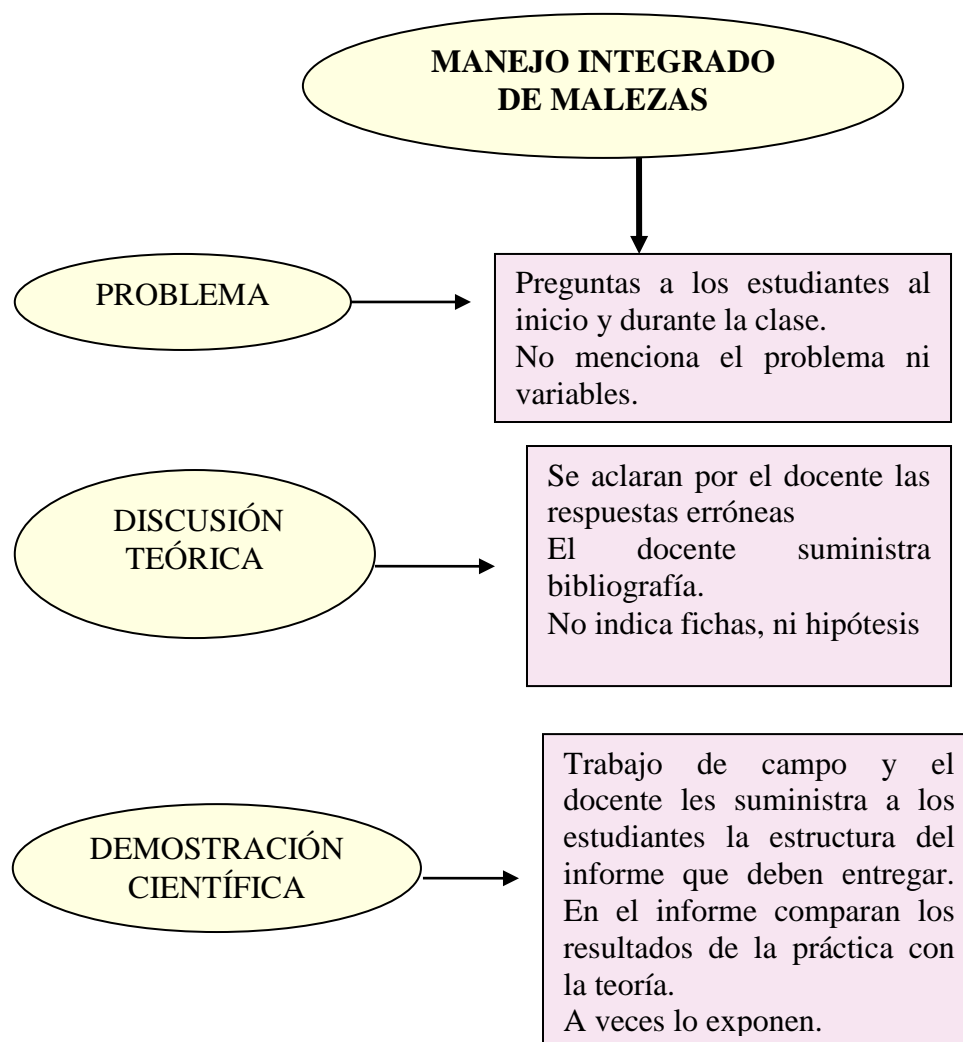 MANEJO INTEGRADO
DE MALEZAS
PROBLEMA
Preguntas a los estudiantes al
inicio y durante la clase.
No menciona el problema ni
variables.
DISCUSIÓN
TEÓRICA
Se aclaran por el docente las
respuestas erróneas
El docente suministra
bibliografía.
No indica fichas, ni hipótesis
DEMOSTRACIÓN
CIENTÍFICA
Trabajo de campo y el
docente les suministra a los
estudiantes la estructura del
informe que deben entregar.
En el informe comparan los
resultados de la práctica con
la teoría.
A veces lo exponen.